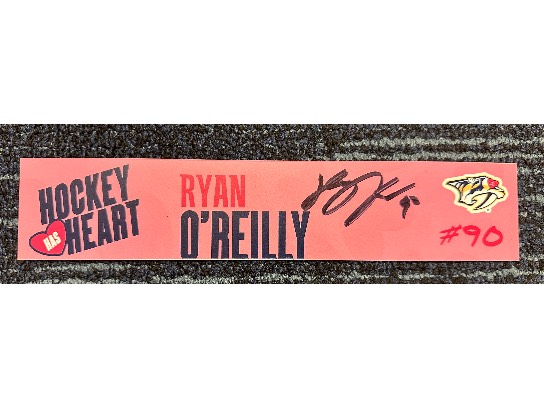 HOCKEY
HAS HEART
RYAN
O'REILLY
#90